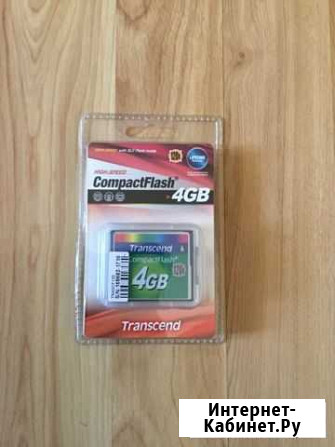 HIGH-SPEED
CompactFlash
4GB
Transcend
CompactFlash
4GB
Transcend
Интернет-
Кабинет.Ру